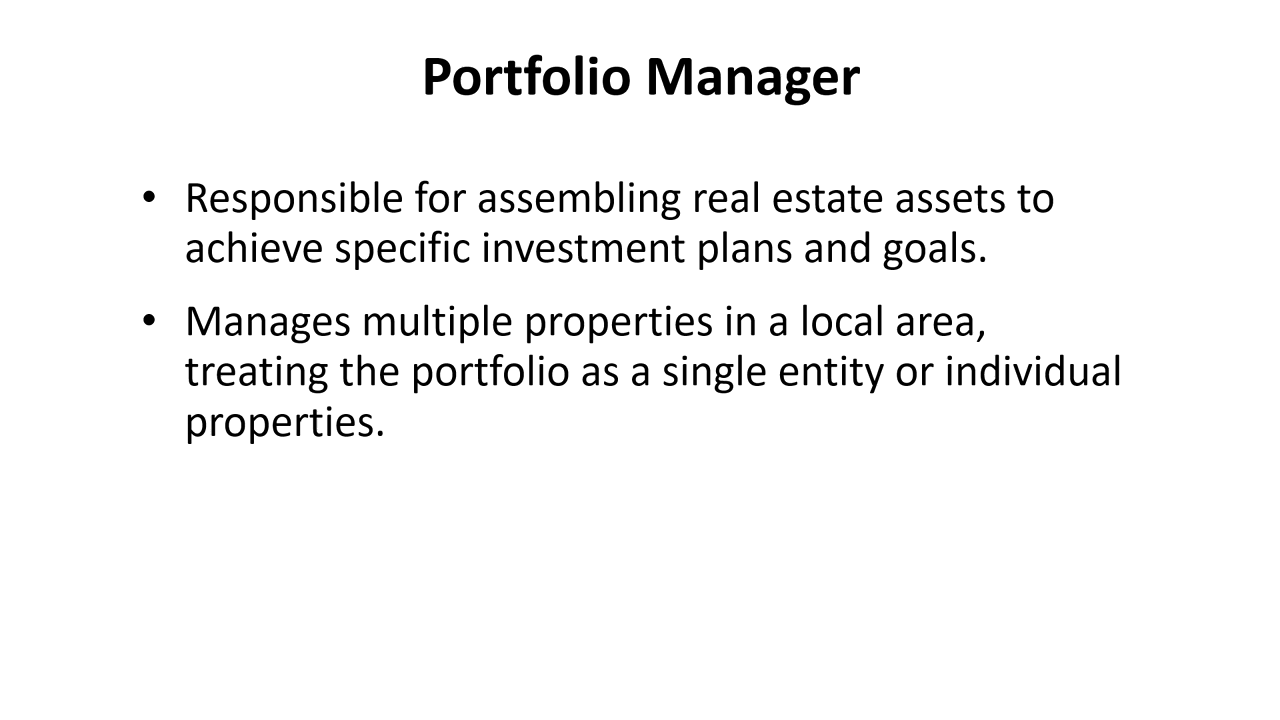 Portfolio Manager
• Responsible for assembling real estate assets to
achieve specific investment plans and goals.
• Manages multiple properties in a local area,
treating the portfolio as a single entity or individual
properties.